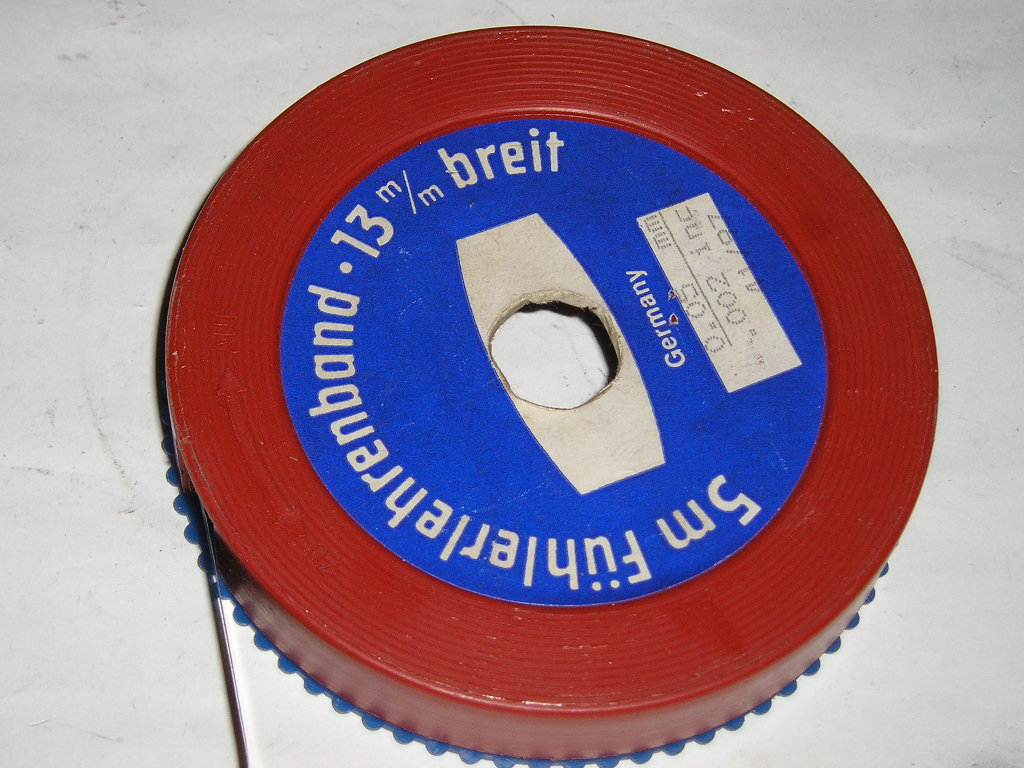 5m Fühlerlehrenband · 13 m/m breit
Germany
0.05
.002